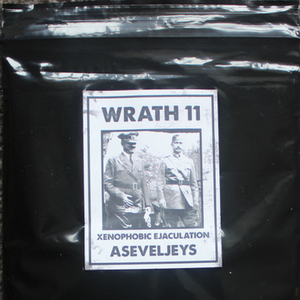 WRATH 11
XENOPHOBIC EJACULATION
ASEVELJEYS